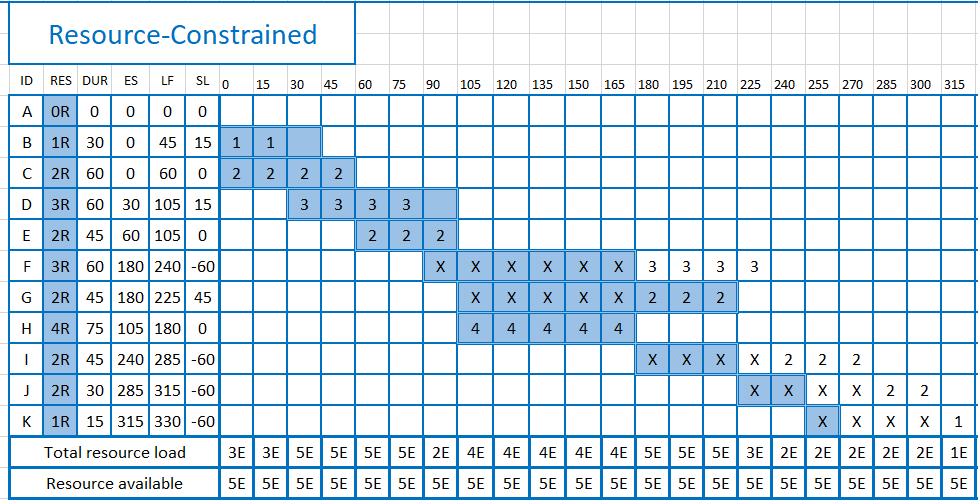 Resource-Constrained
ID RES DUR ES LF SL 0 15 30 45 60 75 90 105 120 135 145 165 180 195 210 225 240 255 270 285 300 315
A 0R 0 0 0 0
B 1R 30 0 45 15 1 1
C 2R 60 0 60 0 2 2 2 2
D 3R 60 30 105 15 3 3 3 3
E 2R 45 60 105 0 2 2 2
F 3R 60 180 240 -60 X X X X X X 3 3 3 3
G 2R 45 180 225 45 X X X X X 2 2 2
H 4R 75 105 180 0 4 4 4 4 4
I 2R 45 240 285 -60 X X X X 2 2 2
J 2R 30 285 315 -60 X X X X 2 2
K 1R 15 315 330 -60 X X X X 1
Total resource load 3E 3E 5E 5E 5E 5E 2E 4E 4E 4E 4E 4E 5E 5E 5E 3E 2E 2E 2E 2E 2E 1E
Resource available 5E 5E 5E 5E 5E 5E 5E 5E 5E 5E 5E 5E 5E 5E 5E 5E 5E 5E 5E 5E 5E 5E